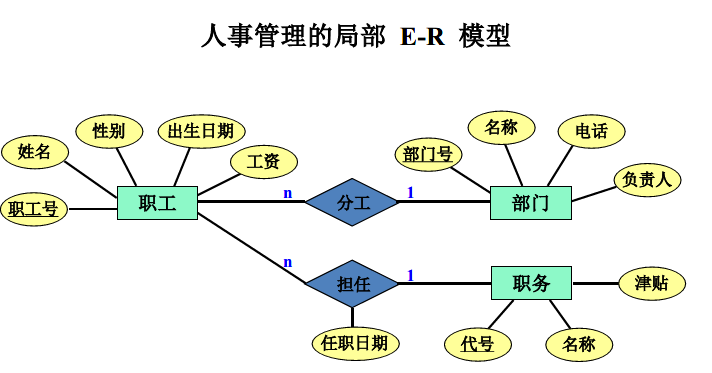 人事管理的局部 E-R 模型
性别
出生日期
名称
电话
姓名
工资
部门号
负责人
职工号
职工
n
分工
1
部门
n
担任
1
职务
津贴
任职日期
代号
名称